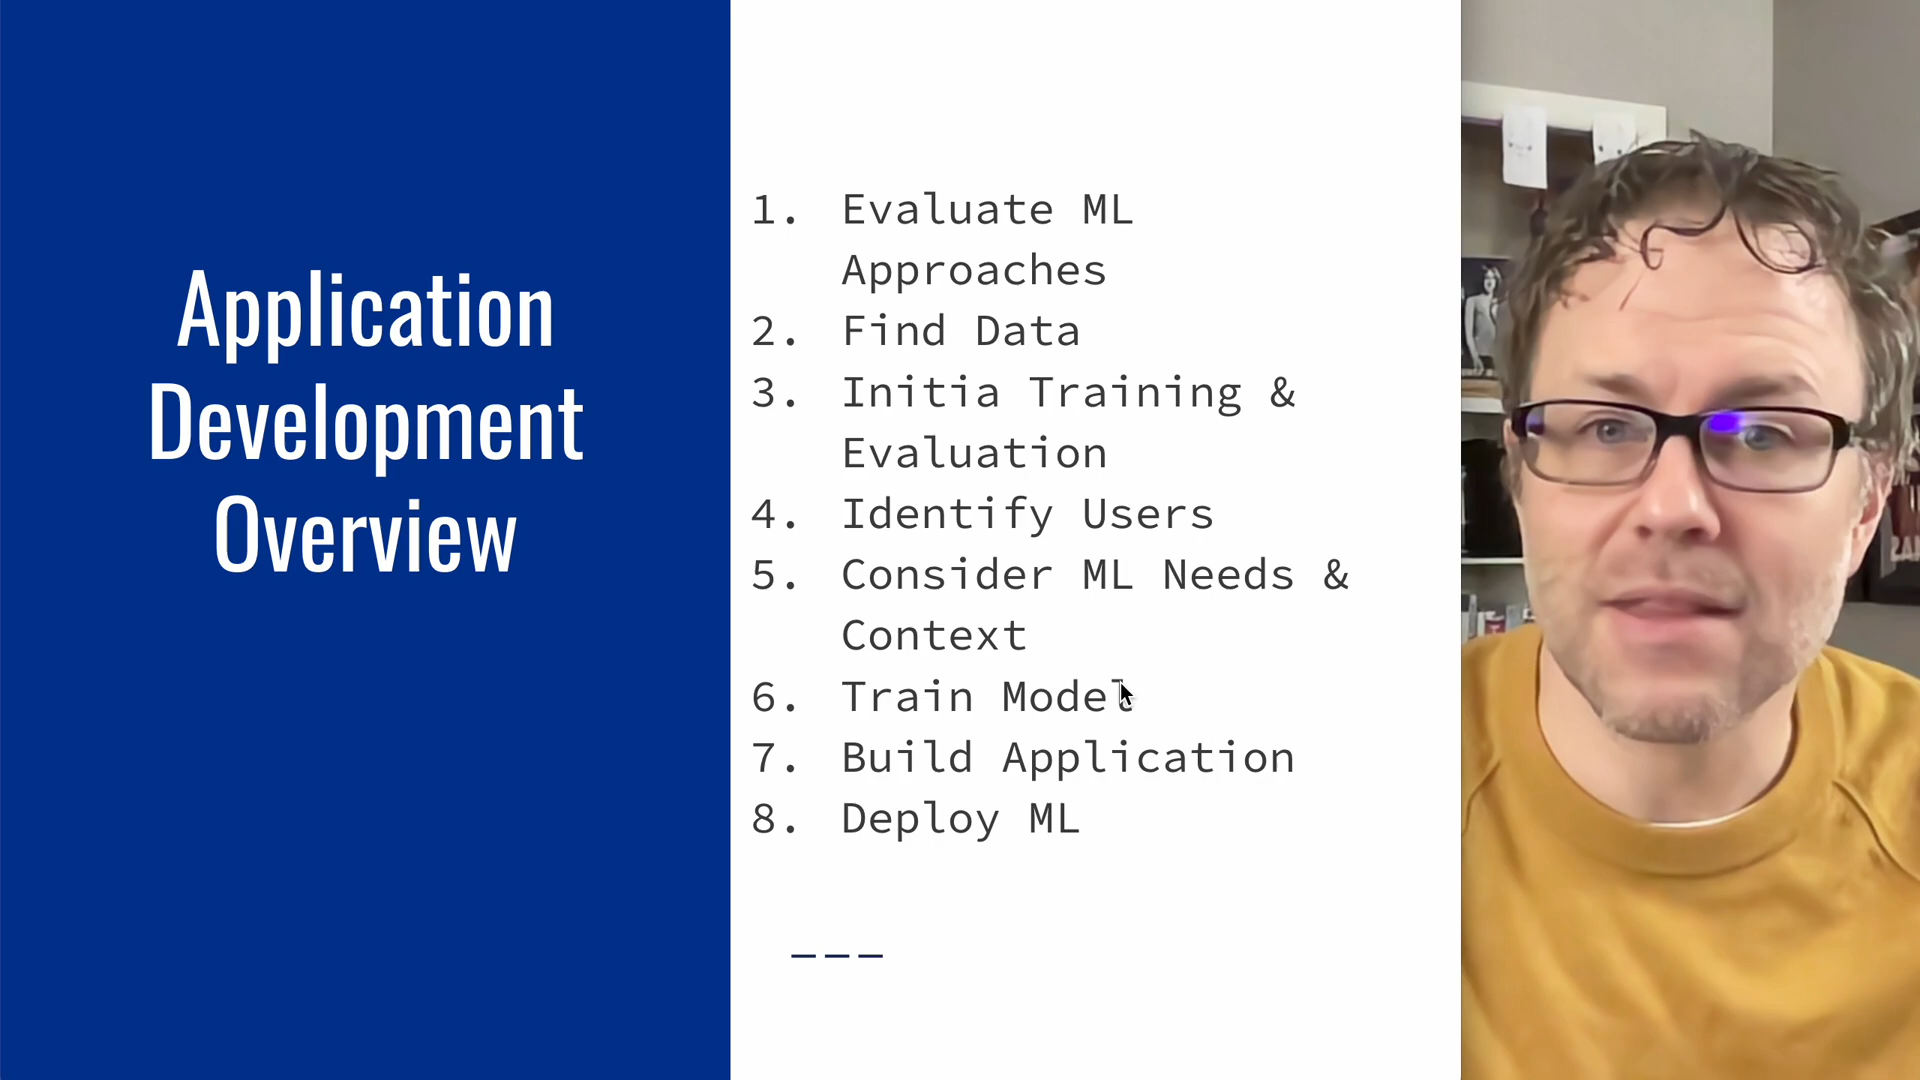 Application
Development
Overview
1. Evaluate ML
Approaches
2. Find Data
3. Initia Training &
Evaluation
4. Identify Users
5. Consider ML Needs &
Context
6. Train Model
7. Build Application
8. Deploy ML